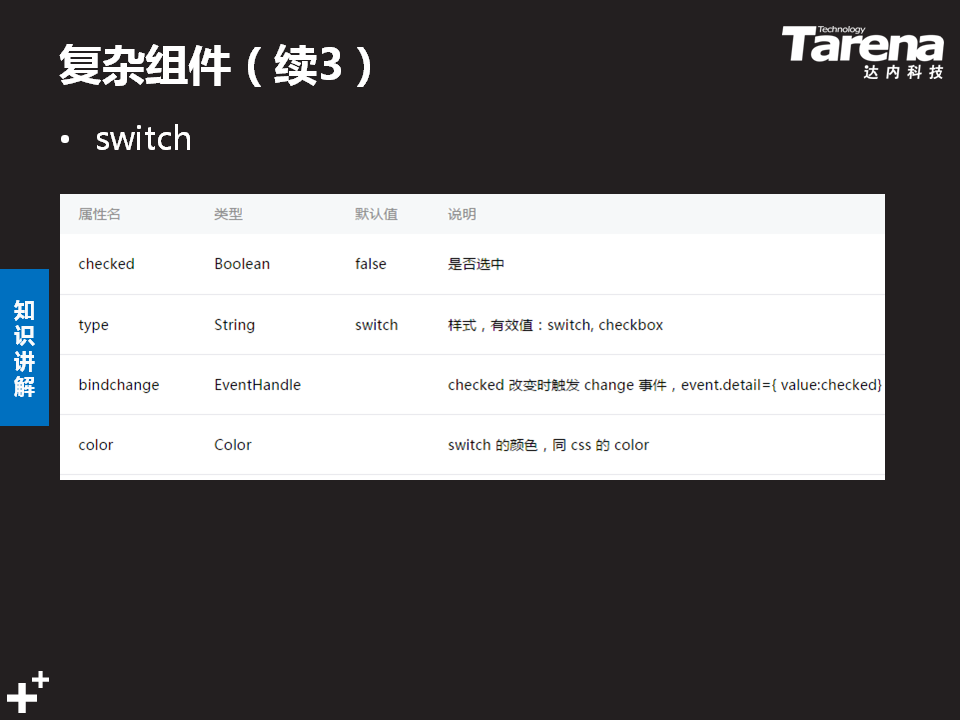 复杂组件（续3）
Technology
Tarena
达内科技
• switch
属性名 类型 默认值 说明
checked Boolean false 是否选中
type String switch 样式，有效值：switch, checkbox
bindchange EventHandle checked 改变时触发 change 事件，event.detail={ value:checked}
color Color switch 的颜色，同 css 的 color
知识讲解